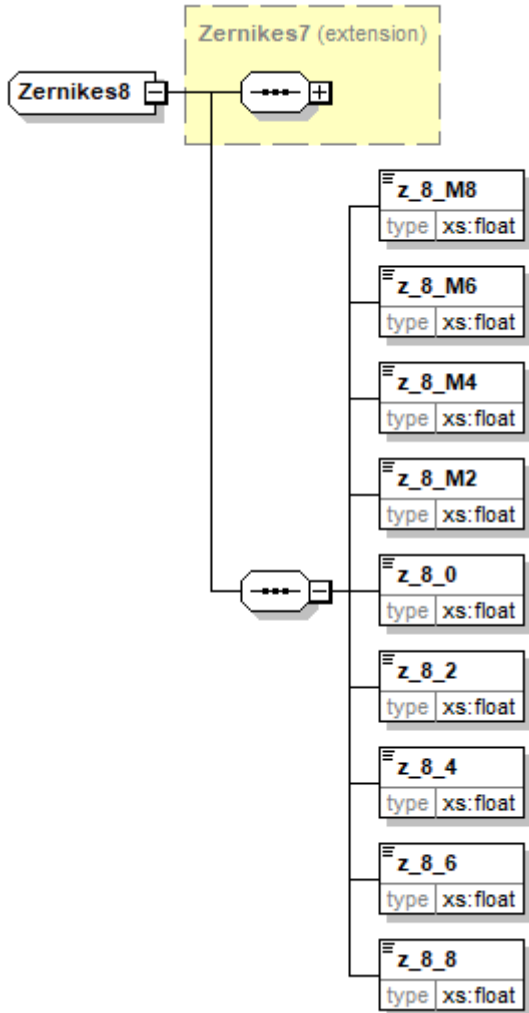 Zernikes7 (extension)
Zernikes8
z_8_M8
type xs:float
z_8_M6
type xs:float
z_8_M4
type xs:float
z_8_M2
type xs:float
z_8_0
type xs:float
z_8_2
type xs:float
z_8_4
type xs:float
z_8_6
type xs:float
z_8_8
type xs:float